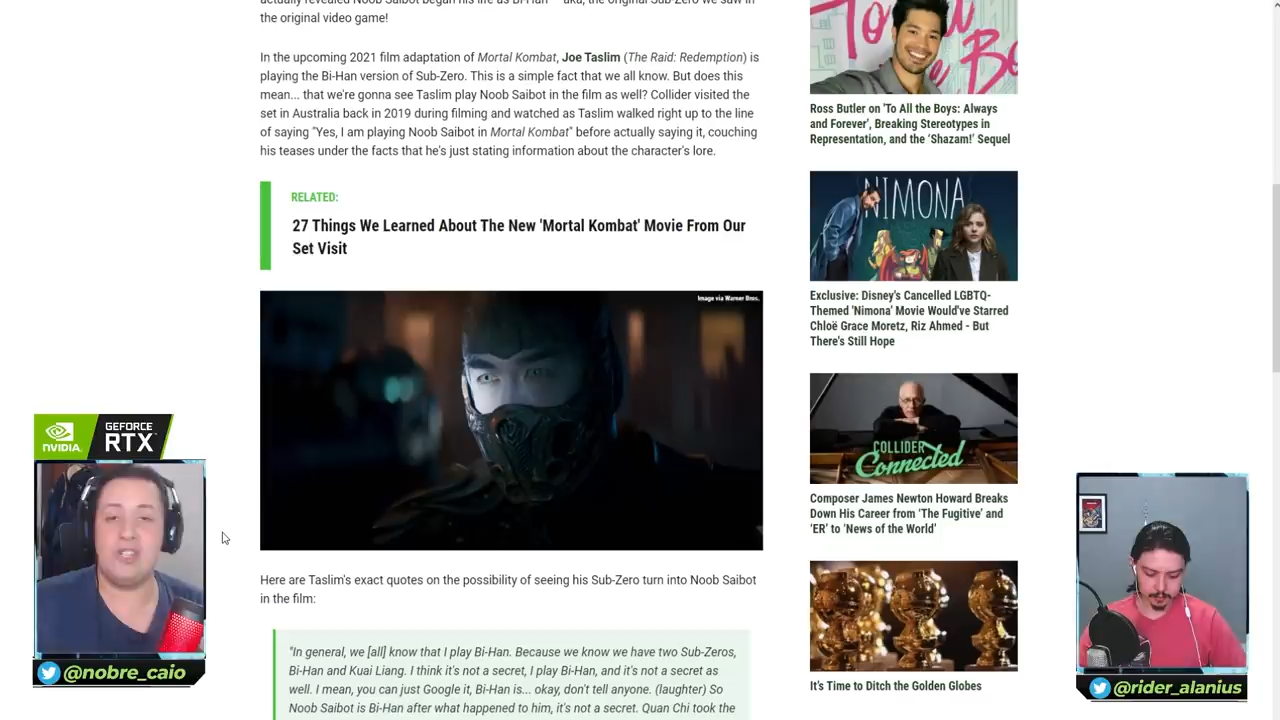 actually revealed Noob Saibot began his life as Bi-Han — aka, the original Sub-Zero we saw in
the original video game!
In the upcoming 2021 film adaptation of Mortal Kombat, Joe Taslim (The Raid: Redemption) is
playing the Bi-Han version of Sub-Zero. This is a simple fact that we all know. But does this
mean... that we're gonna see Taslim play Noob Saibot in the film as well? Collider visited the
set in Australia back in 2019 during filming and watched as Taslim walked right up to the line
of saying "Yes, I am playing Noob Saibot in Mortal Kombat" before actually saying it, couching
his teases under the facts that he's just stating information about the character's lore.
RELATED:
27 Things We Learned About The New 'Mortal Kombat' Movie From Our
Set Visit
Image via Warner Bros.
Here are Taslim's exact quotes on the possibility of seeing his Sub-Zero turn into Noob Saibot
in the film:
"In general, we [all] know that I play Bi-Han. Because we know we have two Sub-Zeros,
Bi-Han and Kuai Liang. I think it's not a secret, I play Bi-Han, and it's not a secret as
well. I mean, you can just Google it, Bi-Han is... okay, don't tell anyone. (laughter) So
Noob Saibot is Bi-Han after what happened to him, it's not a secret. Quan Chi took the
Ross Butler on 'To All the Boys: Always
and Forever', Breaking Stereotypes in
Representation, and the 'Shazam!' Sequel
NIMONA
Exclusive: Disney's Cancelled LGBTQ-
Themed 'Nimona' Movie Would've Starred
Chloë Grace Moretz, Riz Ahmed - But
There's Still Hope
COLLIDER
Connected
Composer James Newton Howard Breaks
Down His Career from 'The Fugitive' and
'ER' to 'News of the World'
It's Time to Ditch the Golden Globes
NVIDIA.
GEFORCE
RTX
@nobre_caio
@rider_alanius